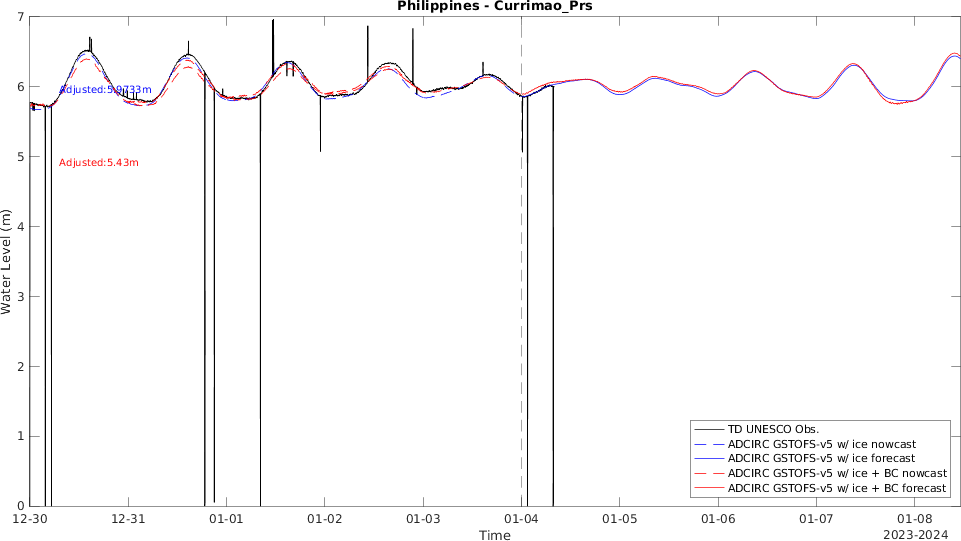 Philippines - Currimao_Prs
7
6
5
4
3
2
1
0
Water Level (m)
Adjusted:5.9733m
Adjusted:5.43m
TD UNESCO Obs.
ADCIRC GSTOFS-v5 w/ ice nowcast
ADCIRC GSTOFS-v5 w/ ice forecast
ADCIRC GSTOFS-v5 w/ ice + BC nowcast
ADCIRC GSTOFS-v5 w/ ice + BC forecast
12-30 12-31 01-01 01-02 01-03 01-04 01-05 01-06 01-07 01-08
Time
2023-2024